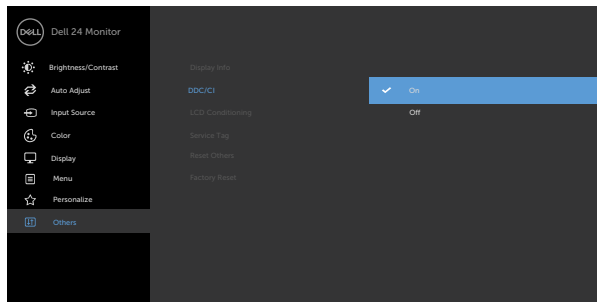 DELL Dell 24 Monitor
Brightness/Contrast
Auto Adjust
Input Source
Color
Display
Menu
Personalize
Others
Display Info
DDC/CI
LCD Conditioning
Service Tag
Reset Others
Factory Reset
On
Off